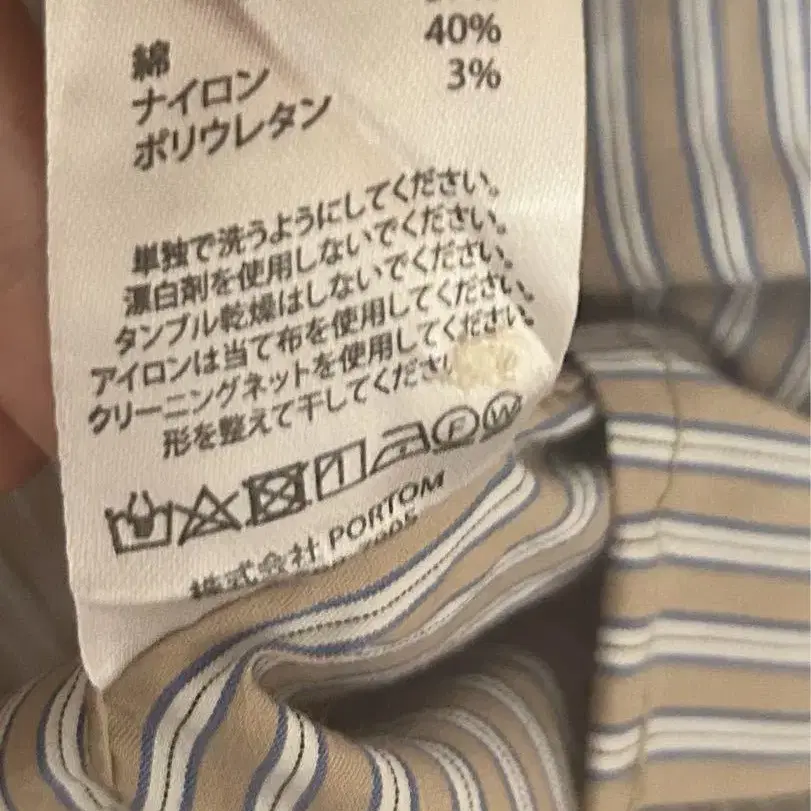 綿
ナイロン 40%
ポリウレタン 3%
単独で洗うようにしてください。
漂白剤を使用しないでください。
タンブル乾燥はしないでください。
アイロンは当て布を使用してください。
クリーニングネットを使用してください。
形を整えて干してください
F W
株式会社 PORTOM